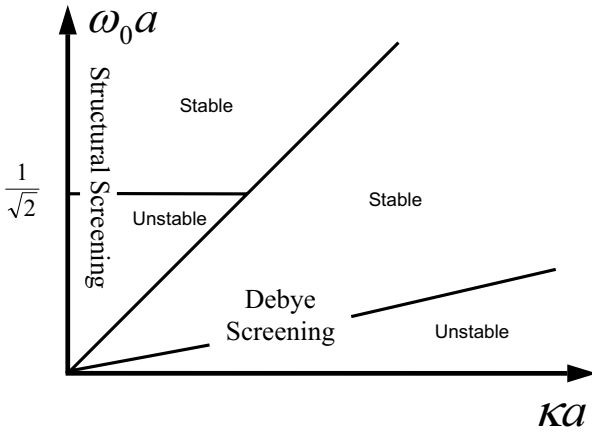 ω₀a
Structural Screening
Stable
1/√2
Unstable
Stable
Debye
Screening
Unstable
κa